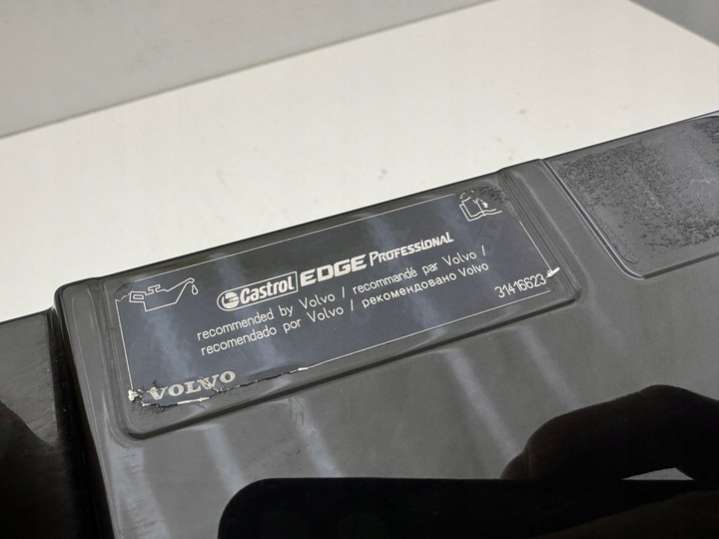 Castrol EDGE PROFESSIONAL
recommended by Volvo / recommandé par Volvo /
recomendado por Volvo / рекомендовано Volvo
31416623
VOLVO